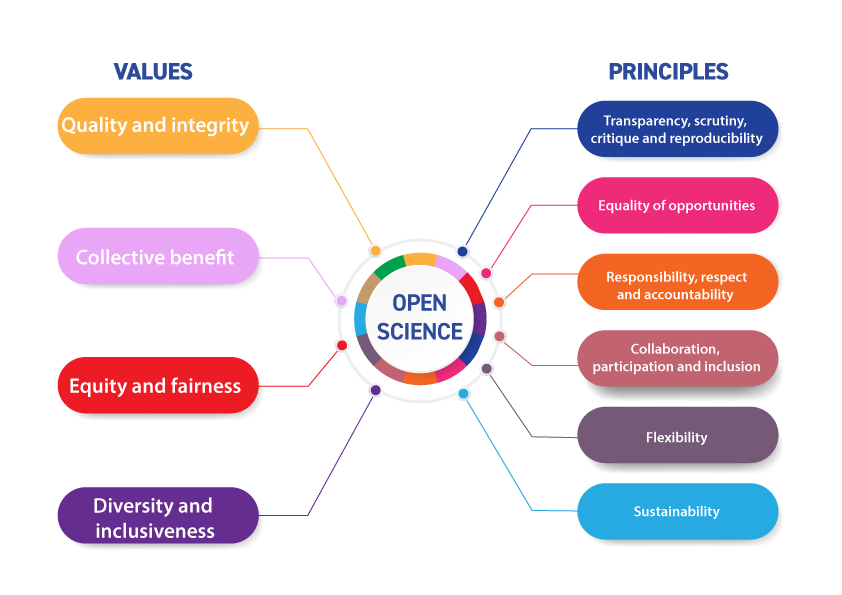 VALUES
Quality and integrity
Collective benefit
Equity and fairness
Diversity and
inclusiveness
OPEN
SCIENCE
PRINCIPLES
Transparency, scrutiny,
critique and reproducibility
Equality of opportunities
Responsibility, respect
and accountability
Collaboration,
participation and inclusion
Flexibility
Sustainability